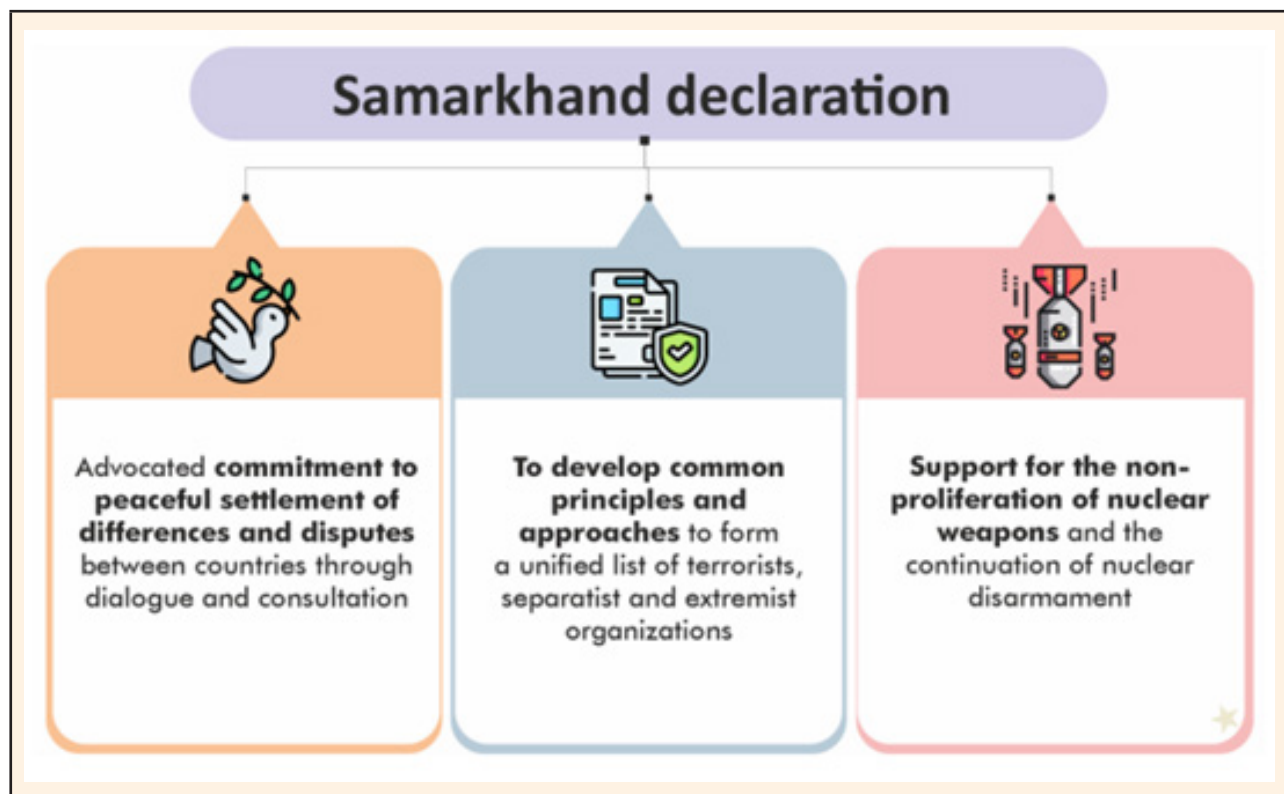 Samarkhand declaration
Advocated commitment to
peaceful settlement of
differences and disputes
between countries through
dialogue and consultation
To develop common
principles and
approaches to form
a unified list of terrorists,
separatist and extremist
organizations
Support for the non-
proliferation of nuclear
weapons and the
continuation of nuclear
disarmament